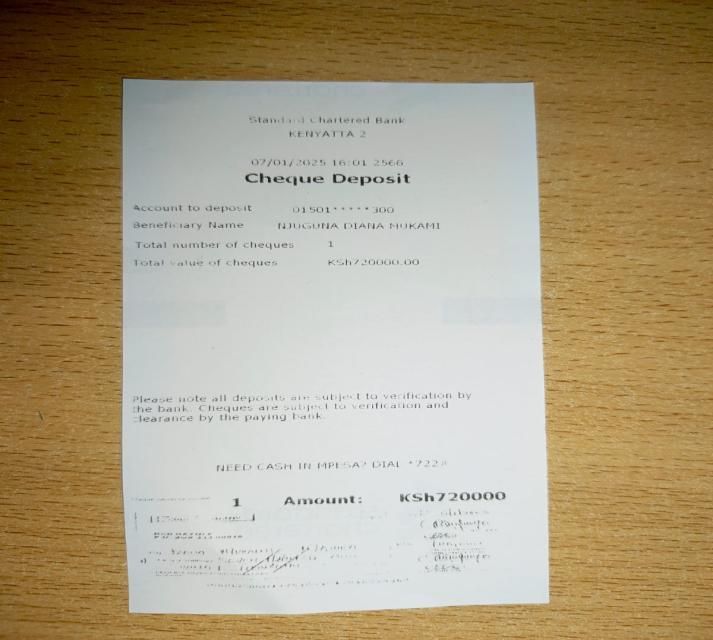 Standard Chartered Bank
KENYATTA 2
07/01/2025 16:01 2566
Cheque Deposit
Account to deposit 01501*****300
Beneficiary Name NJUGUNA DIANA MUKAMI
Total number of cheques 1
Total value of cheques KSh720000.00
Please note all deposits are subject to verification by
the bank. Cheques are subject to verification and
clearance by the paying bank.
NEED CASH IN MPESA? DIAL *722#
1 Amount: KSh720000